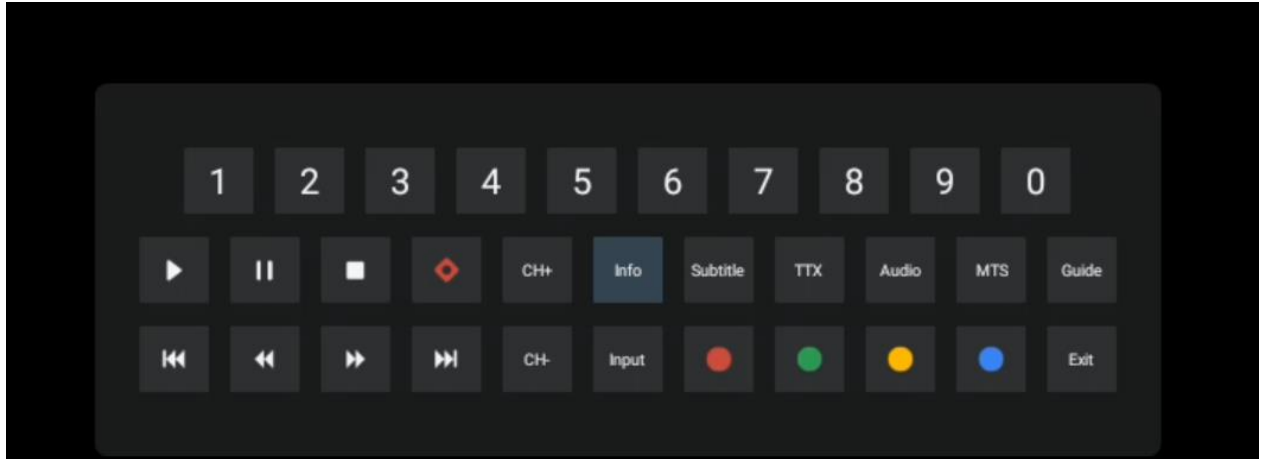 1 2 3 4 5 6 7 8 9 0
CH+ Info Subtitle TTX Audio MTS Guide
CH- Input Exit